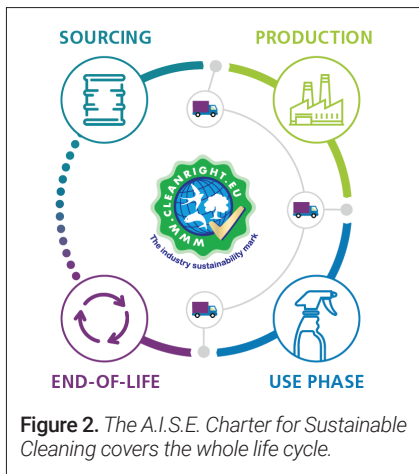 SOURCING
PRODUCTION
WWW.CLEANRIGHT.EU
The industry sustainability mark
END-OF-LIFE
USE PHASE
Figure 2. The A.I.S.E. Charter for Sustainable
Cleaning covers the whole life cycle.